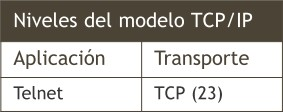 Niveles del modelo TCP/IP
Aplicación Transporte
Telnet TCP (23)